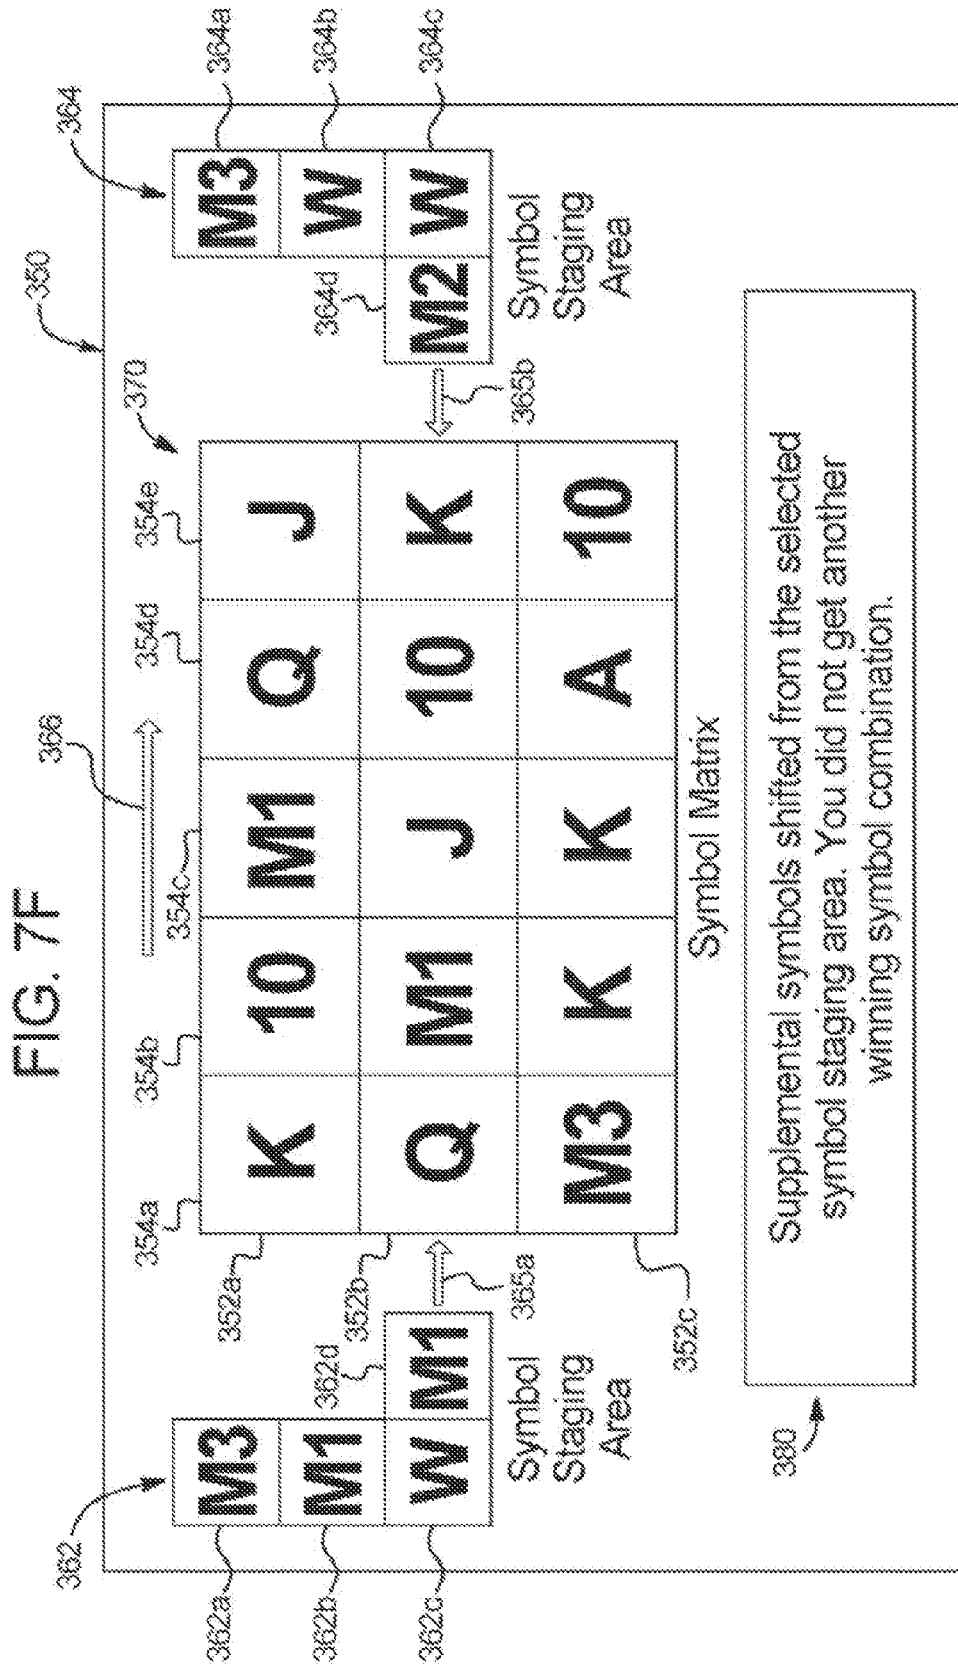 FIG. 7F
366
370
350
362
364
354a
354b
354c
354d
354e
362a
M3
362b
M1
362c
W
362d
M1
365a
352a
352b
352c
K
10
M1
Q
J
Q
M1
J
10
K
M3
K
K
A
10
M3
364a
W
364b
M2
W
364c
364d
365b
Symbol
Staging
Area
Symbol Matrix
Symbol
Staging
Area
380
Supplemental symbols shifted from the selected
symbol staging area. You did not get another
winning symbol combination.